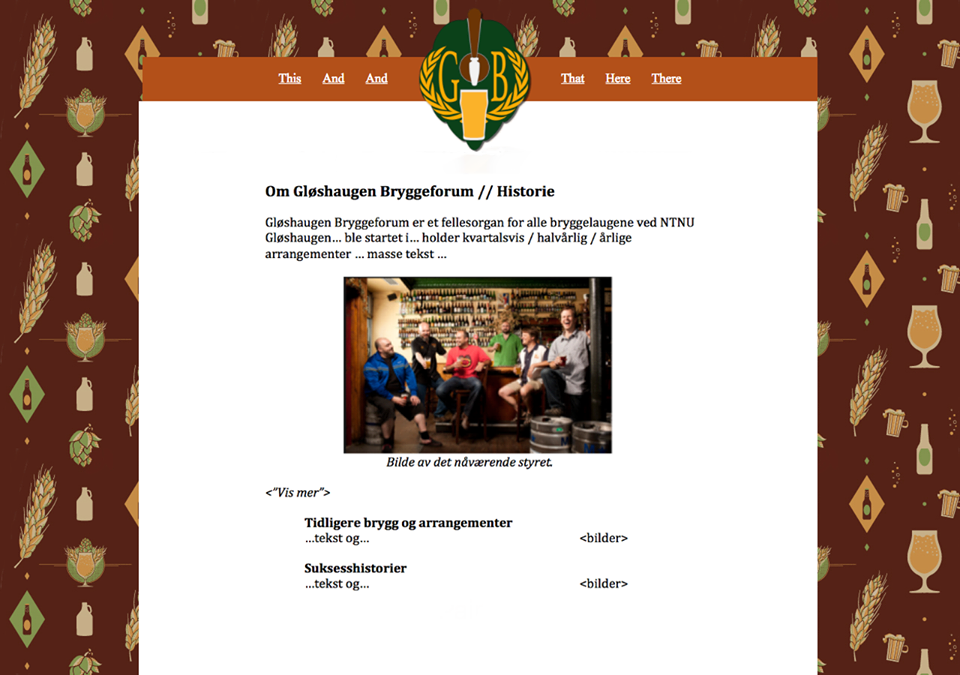 This And And That Here There
G B
Om Gløshaugen Bryggeforum // Historie
Gløshaugen Bryggeforum er et fellesorgan for alle bryggelaugene ved NTNU
Gløshaugen... ble startet i... holder kvartalsvis / halvårlig / årlige
arrangementer ... masse tekst ...
Bilde av det nåværende styret.
<"Vis mer">
Tidligere brygg og arrangementer
...tekst og... <bilder>
Suksesshistorier
...tekst og... <bilder>